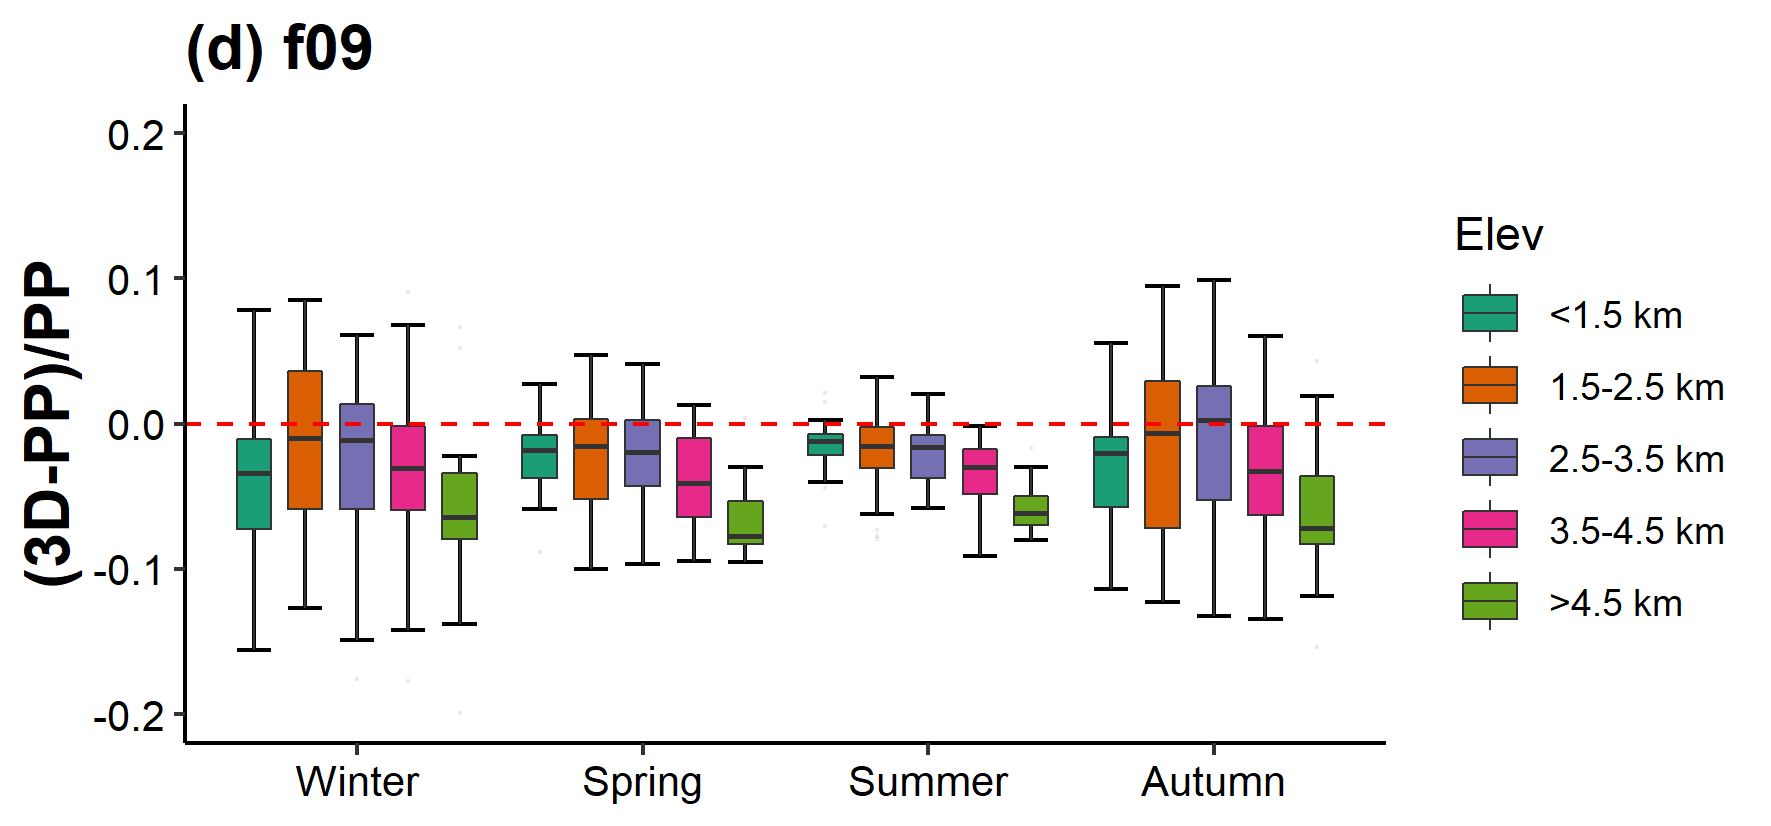 (d) f09
(3D-PP)/PP
0.2
0.1
0.0
-0.1
-0.2
Winter
Spring
Summer
Autumn
Elev
<1.5 km
1.5-2.5 km
2.5-3.5 km
3.5-4.5 km
>4.5 km